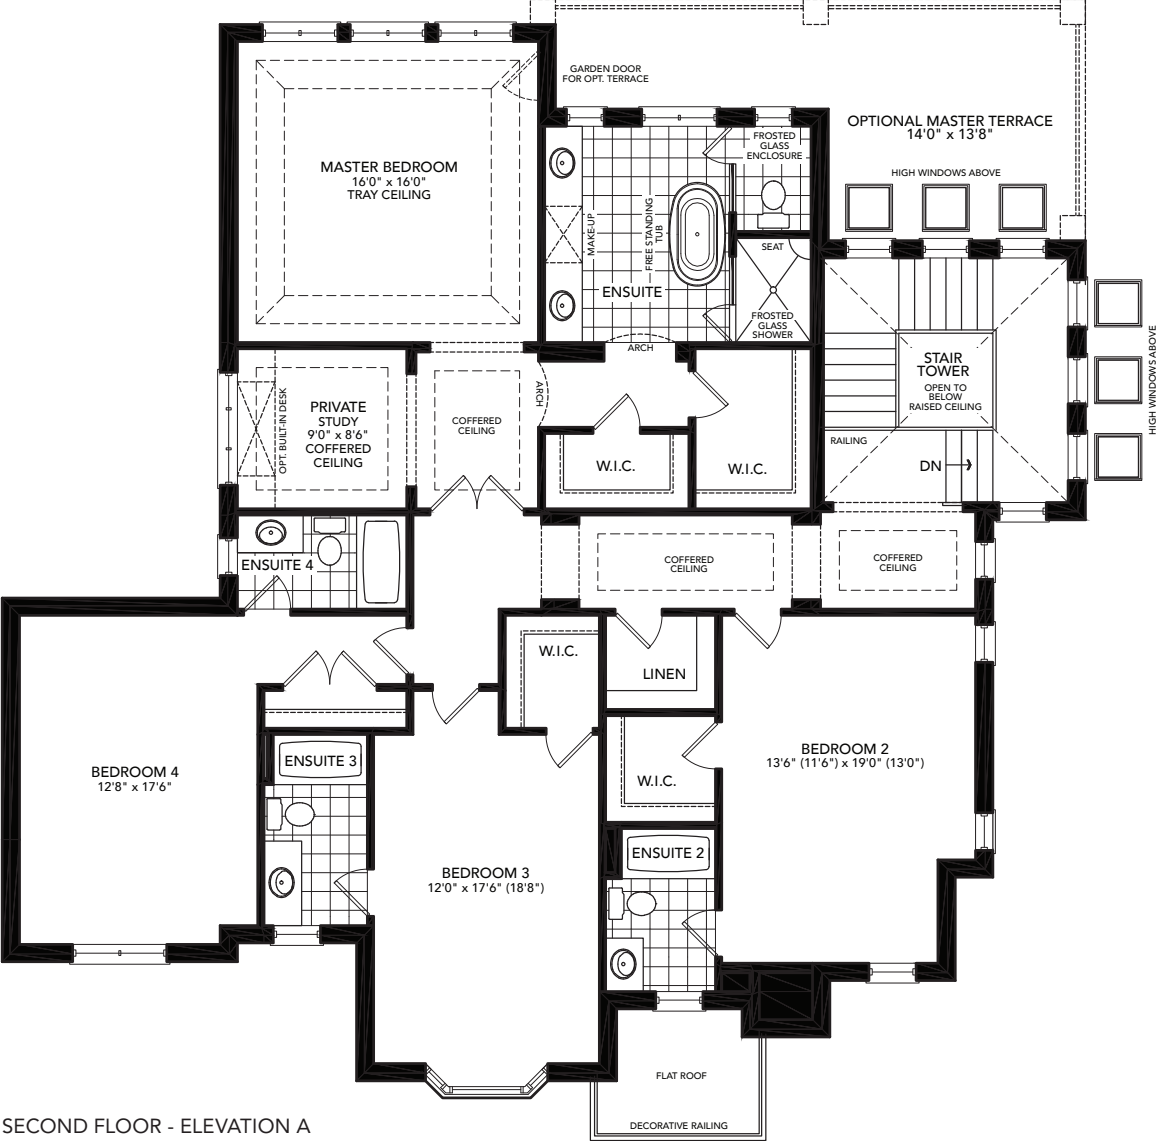 GARDEN DOOR
FOR OPT. TERRACE
OPTIONAL MASTER TERRACE
14'0" x 13'8"
HIGH WINDOWS ABOVE
MASTER BEDROOM
16'0" x 16'0"
TRAY CEILING
FROSTED
GLASS
ENCLOSURE
MAKE-UP
FREE STANDING
TUB
SEAT
ENSUITE
FROSTED
GLASS
SHOWER
ARCH
ARCH
STAIR
TOWER
OPEN TO
BELOW
RAISED CEILING
HIGH WINDOWS ABOVE
OPT. BUILT-IN DESK
PRIVATE
STUDY
9'0" x 8'6"
COFFERED
CEILING
COFFERED
CEILING
W.I.C.
W.I.C.
RAILING
DN
ENSUITE 4
COFFERED
CEILING
COFFERED
CEILING
W.I.C.
LINEN
BEDROOM 4
12'8" x 17'6"
ENSUITE 3
W.I.C.
BEDROOM 2
13'6" (11'6") x 19'0" (13'0")
BEDROOM 3
12'0" x 17'6" (18'8")
ENSUITE 2
FLAT ROOF
DECORATIVE RAILING
SECOND FLOOR - ELEVATION A